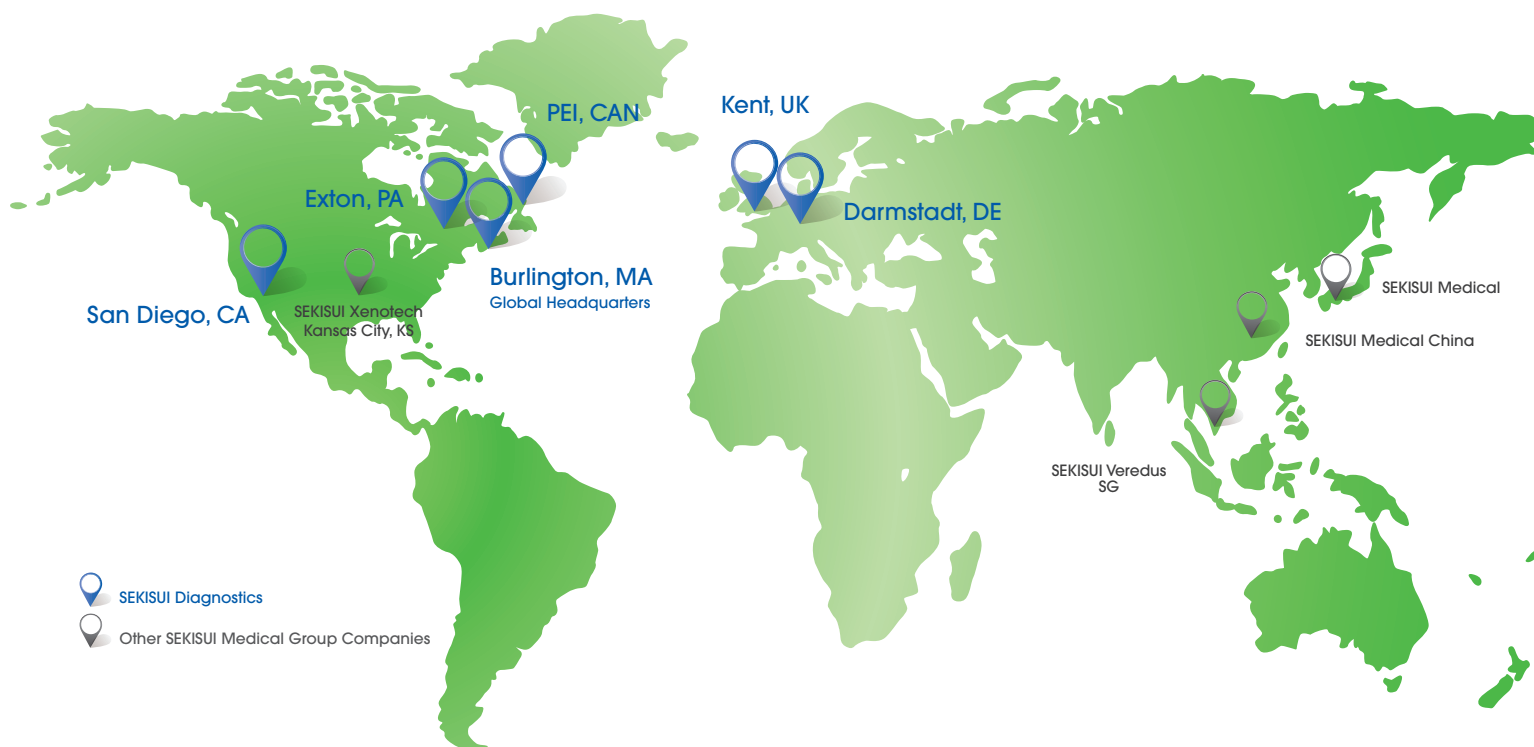 PEI, CAN
Kent, UK
Exton, PA
Darmstadt, DE
Burlington, MA
Global Headquarters
San Diego, CA
SEKISUI Xenotech
Kansas City, KS
SEKISUI Medical
SEKISUI Medical China
SEKISUI Veredus
SG
SEKISUI Diagnostics
Other SEKISUI Medical Group Companies